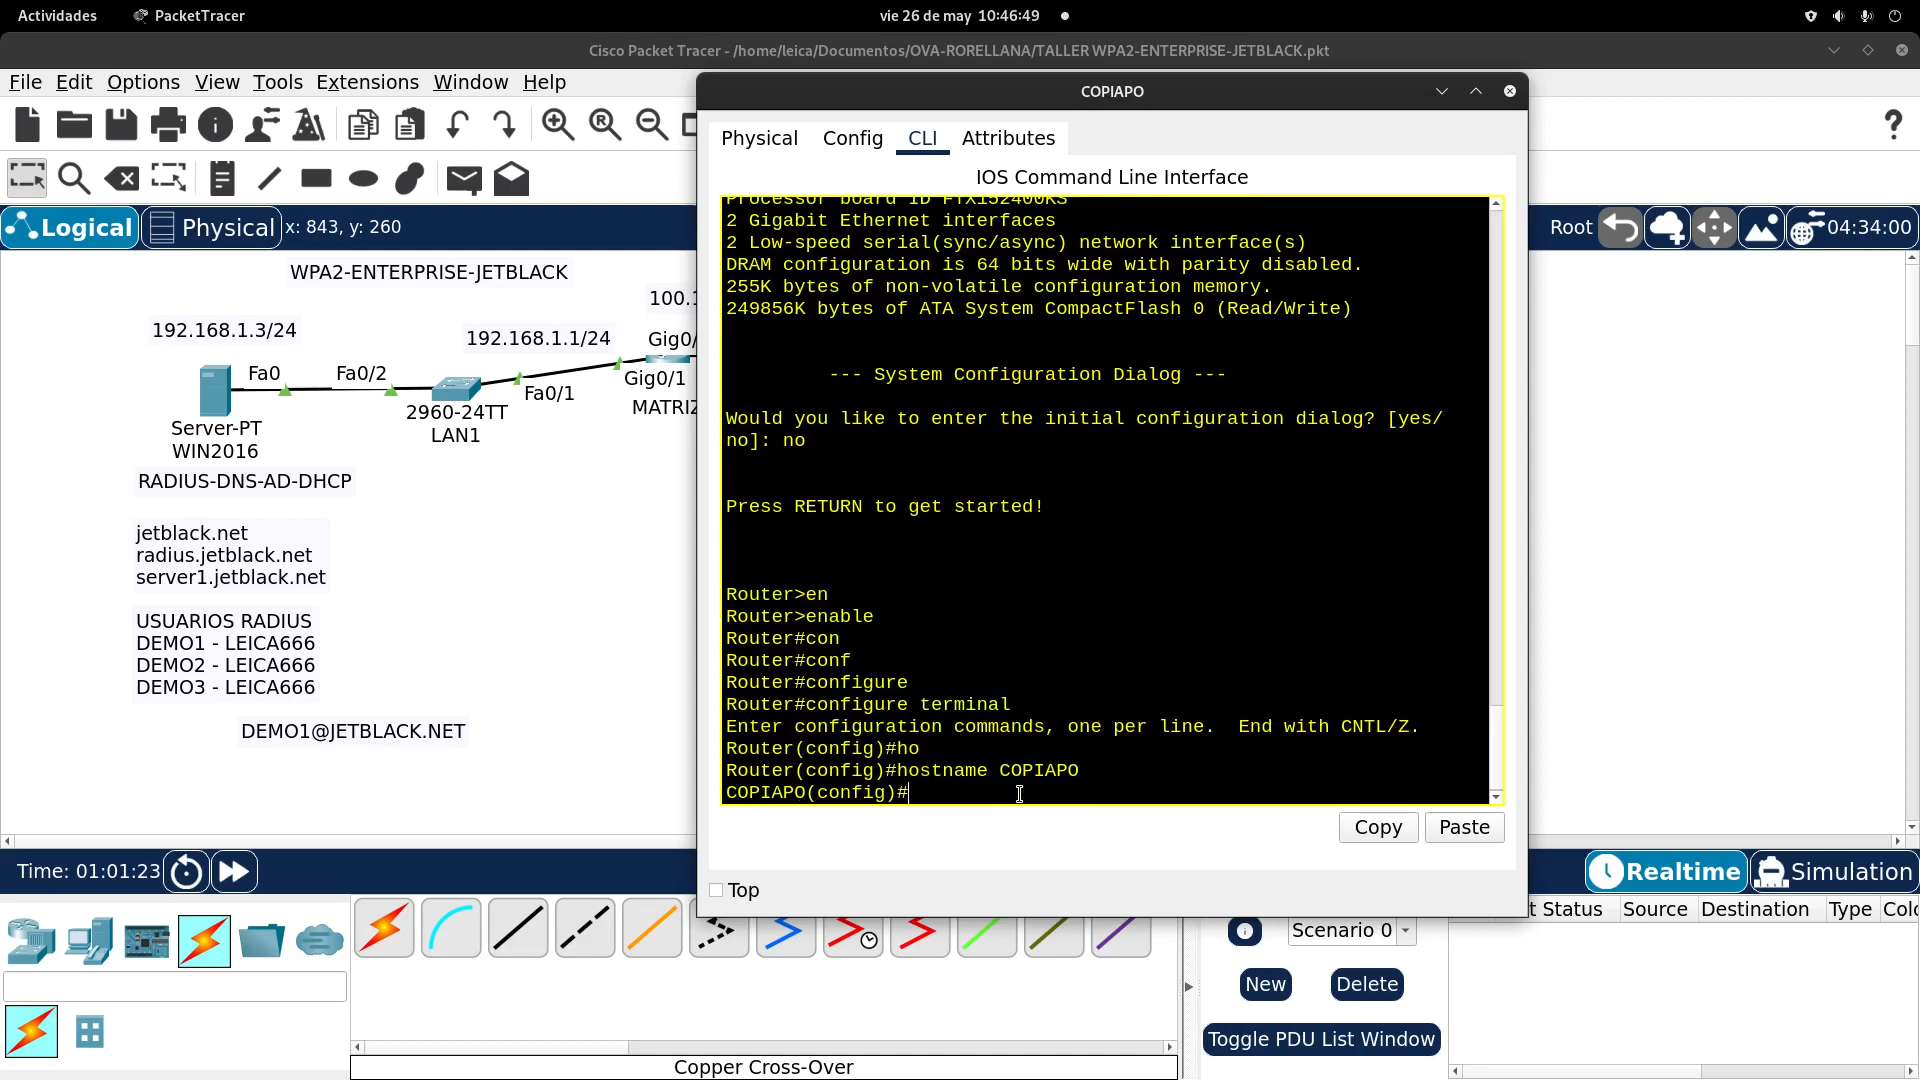 Actividades
PacketTracer
vie 26 de may 10:46:49
Cisco Packet Tracer - /home/leica/Documentos/OVA-RORELLANA/TALLER WPA2-ENTERPRISE-JETBLACK.pkt
File Edit Options View Tools Extensions Window Help
Logical
Physical
x: 843, y: 260
Root
04:34:00
WPA2-ENTERPRISE-JETBLACK
100.1
192.168.1.3/24
192.168.1.1/24
Gig0/
Fa0
Fa0/2
Gig0/1
Fa0/1
2960-24TT
LAN1
MATRIZ
Server-PT
WIN2016
RADIUS-DNS-AD-DHCP
jetblack.net
radius.jetblack.net
server1.jetblack.net
USUARIOS RADIUS
DEMO1 - LEICA666
DEMO2 - LEICA666
DEMO3 - LEICA666
DEMO1@JETBLACK.NET
COPIAPO
Physical Config CLI Attributes
IOS Command Line Interface
Processor board ID FTX152400KS
2 Gigabit Ethernet interfaces
2 Low-speed serial(sync/async) network interface(s)
DRAM configuration is 64 bits wide with parity disabled.
255K bytes of non-volatile configuration memory.
249856K bytes of ATA System CompactFlash 0 (Read/Write)
--- System Configuration Dialog ---
Would you like to enter the initial configuration dialog? [yes/
no]: no
Press RETURN to get started!
Router>en
Router>enable
Router#con
Router#conf
Router#configure
Router#configure terminal
Enter configuration commands, one per line.  End with CNTL/Z.
Router(config)#ho
Router(config)#hostname COPIAPO
COPIAPO(config)#
Copy
Paste
Top
Time: 01:01:23
Realtime
Simulation
Scenario 0
New
Delete
Toggle PDU List Window
t Status Source Destination Type Colo
Copper Cross-Over